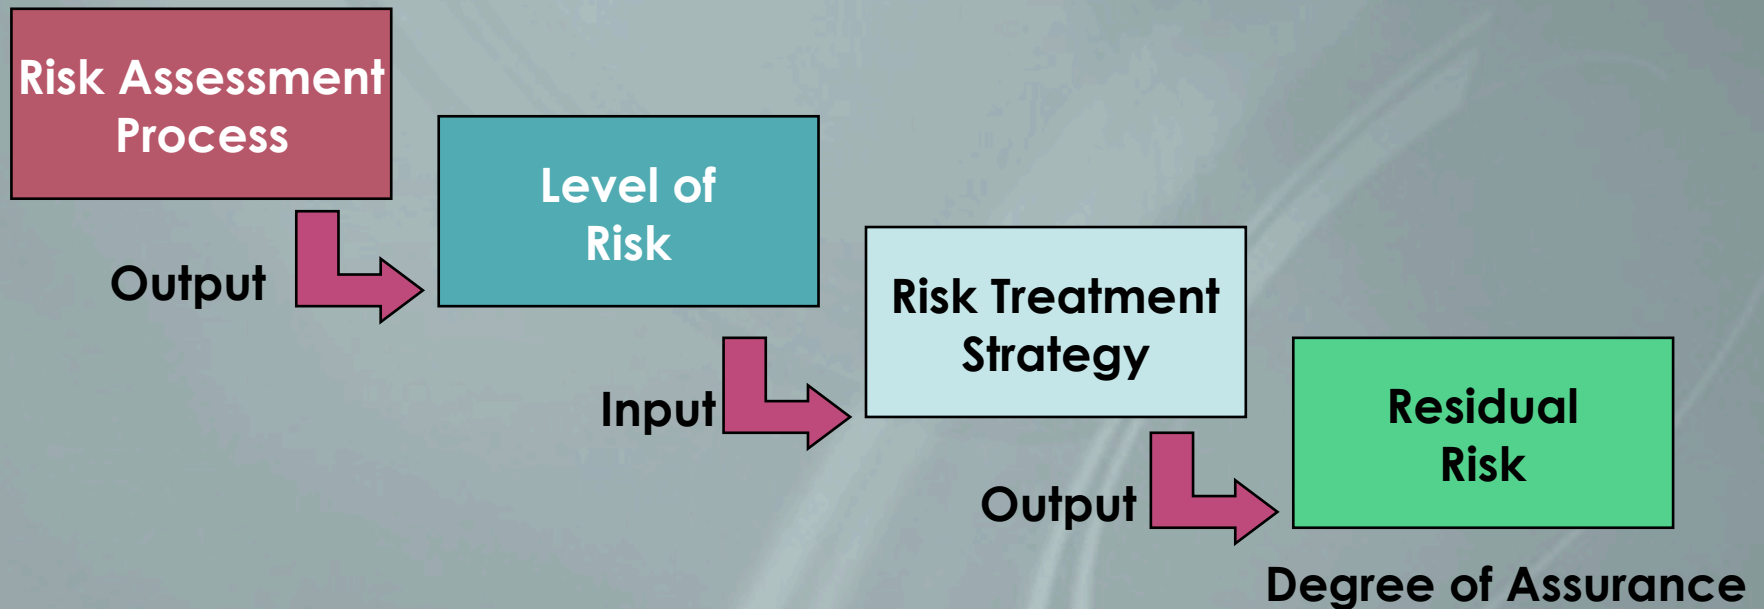 Risk Assessment
Process
Output
Level of
Risk
Input
Risk Treatment
Strategy
Output
Residual
Risk
Degree of Assurance